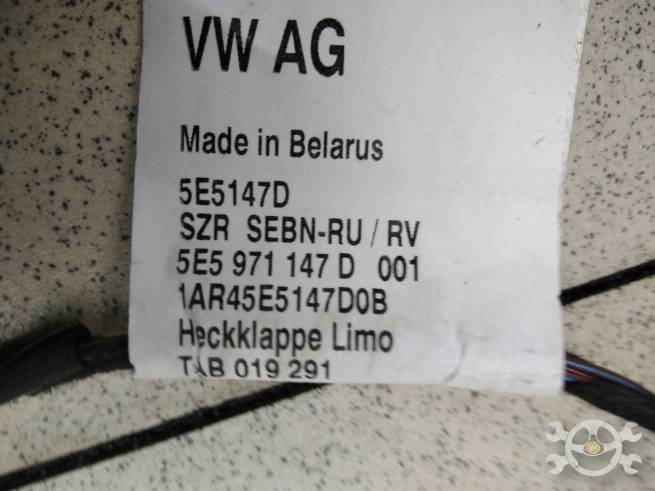 VW AG
Made in Belarus
5E5147D
SZR SEBN-RU / RV
5E5 971 147 D 001
1AR45E5147D0B
Heckklappe Limo
TAB 019 291